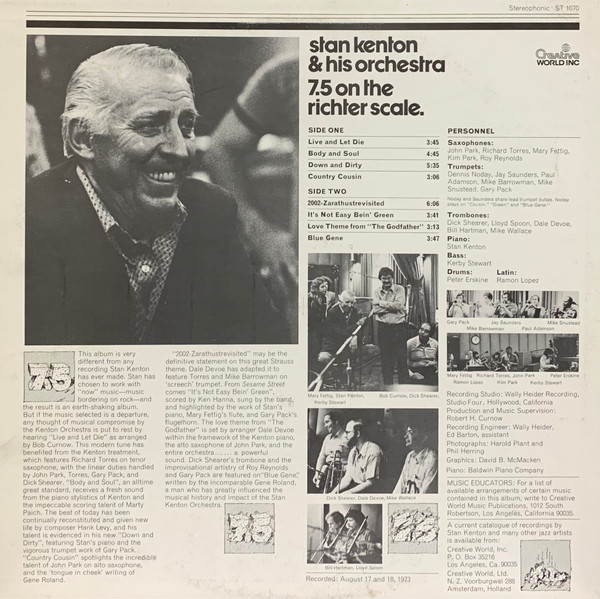 Stereophonic · ST 1070
stan kenton
& his orchestra
7.5 on the
richter scale.
Creative
WORLD INC
SIDE ONE
Live and Let Die 3:45
Body and Soul 4:45
Down and Dirty 5:35
Country Cousin 3:06
SIDE TWO
2002-Zarathustrevisited 6:06
It's Not Easy Bein' Green 3:41
Love Theme from "The Godfather" 3:13
Blue Gene 3:47
PERSONNEL
Saxophones:
John Park, Richard Torres, Mary Fettig,
Kim Park, Roy Reynolds
Trumpets:
Dennis Noday, Jay Saunders, Paul
Adamson, Mike Barrowman, Mike
Snustead, Gary Pack
Noday and Saunders share lead trumpet duties. Noday
plays on "Cousin," "Green" and "Blue Gene"
Trombones:
Dick Shearer, Lloyd Spoon, Dale Devoe,
Bill Hartman, Mike Wallace
Piano:
Stan Kenton
Bass:
Kerby Stewart
Drums: Latin:
Peter Erskine Ramon Lopez
Gary Pack Jay Saunders Mike Snustead
Mike Barrowman Paul Adamson
Mary Fettig Richard Torres, John Park Peter Erskine
Ramon Lopez Kim Park Kerby Stewart
Recording Studio: Wally Heider Recording,
Studio Four, Hollywood, California
Production and Music Supervision:
Robert H. Curnow
Recording Engineer: Wally Heider,
Ed Barton, assistant
Photographs: Harold Plant and
Phil Herring
Graphics: David B. McMacken
Piano: Baldwin Piano Company
MUSIC EDUCATORS: For a list of
available arrangements of certain music
contained in this album, write to Creative
World Music Publications, 1012 South
Robertson, Los Angeles, California 90035.
A current catalogue of recordings by
Stan Kenton and many other jazz artists
is available from:
Creative World, Inc.
P. O. Box 35216
Los Angeles, Ca. 90035
Creative World, Ltd.
N. Z. Voorburgwal 288
Amsterdam, Holland
7.5
This album is very
different from any
recording Stan Kenton
has ever made. Stan has
chosen to work with
"now" music—music
bordering on rock—and
the result is an earth-shaking album.
But if the music selected is a departure,
any thought of musical compromise by
the Kenton Orchestra is put to rest by
hearing "Live and Let Die" as arranged
by Bob Curnow. This modern tune has
benefited from the Kenton treatment,
which features Richard Torres on tenor
saxophone, with the linear duties handled
by John Park, Torres, Gary Pack, and
Dick Shearer. "Body and Soul", an alltime
great standard, receives a fresh sound
from the piano stylistics of Kenton and
the impeccable scoring talent of Marty
Paich. The best of today has been
continually reconstituted and given new
life by composer Hank Levy, and his
talent is evidenced in his new "Down and
Dirty", featuring Stan's piano and the
vigorous trumpet work of Gary Pack.
"Country Cousin" spotlights the incredible
talent of John Park on alto saxophone,
and the 'tongue in cheek' writing of
Gene Roland.
"2002-Zarathustrevisited" may be the
definitive statement on this great Strauss
theme. Dale Devoe has adapted it to
feature Torres and Mike Barrowman on
'screech' trumpet. From Sesame Street
comes "It's Not Easy Bein' Green",
scored by Ken Hanna, sung by the band,
and highlighted by the work of Stan's
piano, Mary Fettig's flute, and Gary Pack's
flugelhorn. The love theme from "The
Godfather" is set by arranger Dale Devoe
within the framework of the Kenton piano,
the alto saxophone of John Park, and the
entire orchestra...... a powerful
sound. Dick Shearer's trombone and the
improvisational artistry of Roy Reynolds
and Gary Pack are featured on "Blue Gene",
written by the incomparable Gene Roland,
a man who has greatly influenced the
musical history and impact of the Stan
Kenton Orchestra.
7.5
Mary Fettig, Stan Kenton, Bob Curnow, Dick Shearer,
Kerby Stewart
Dick Shearer, Dale Devoe, Mike Wallace
Bill Hartman, Lloyd Spoon
7.5
Recorded: August 17 and 18, 1973